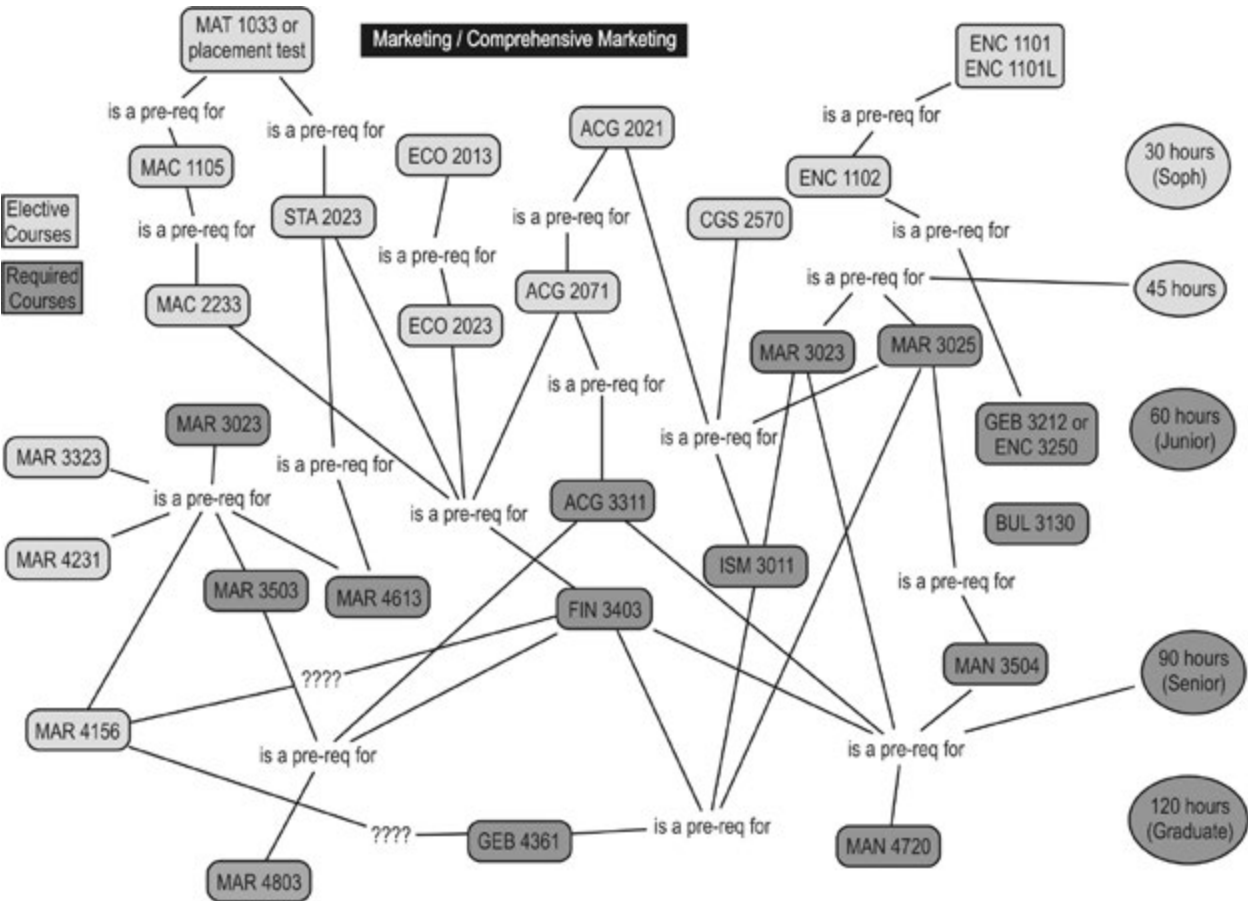 MAT 1033 or
placement test
Marketing / Comprehensive Marketing
ENC 1101
ENC 1101L
is a pre-req for
is a pre-req for
is a pre-req for
ACG 2021
ECO 2013
MAC 1105
ENC 1102
30 hours
(Soph)
Elective
Courses
STA 2023
is a pre-req for
CGS 2570
is a pre-req for
is a pre-req for
is a pre-req for
Required
Courses
is a pre-req for
MAC 2233
ACG 2071
45 hours
ECO 2023
MAR 3023
MAR 3025
is a pre-req for
MAR 3023
GEB 3212 or
ENC 3250
60 hours
(Junior)
MAR 3323
is a pre-req for
is a pre-req for
is a pre-req for
is a pre-req for
ACG 3311
BUL 3130
MAR 4231
ISM 3011
MAR 3503
MAR 4613
is a pre-req for
FIN 3403
MAN 3504
90 hours
(Senior)
????
MAR 4156
is a pre-req for
is a pre-req for
120 hours
(Graduate)
????
GEB 4361
is a pre-req for
MAN 4720
MAR 4803